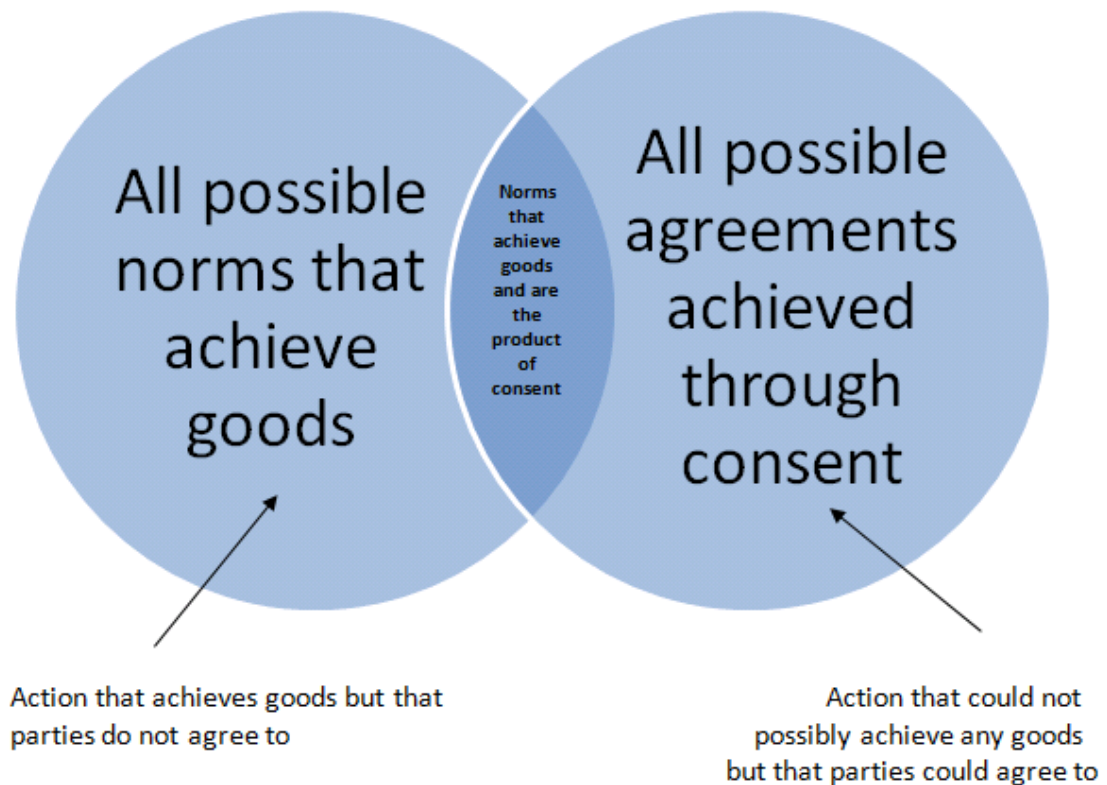 All possible
norms that
achieve
goods
Norms
that
achieve
goods
and are
the
product
of
consent
All possible
agreements
achieved
through
consent
Action that achieves goods but that
parties do not agree to
Action that could not
possibly achieve any goods
but that parties could agree to